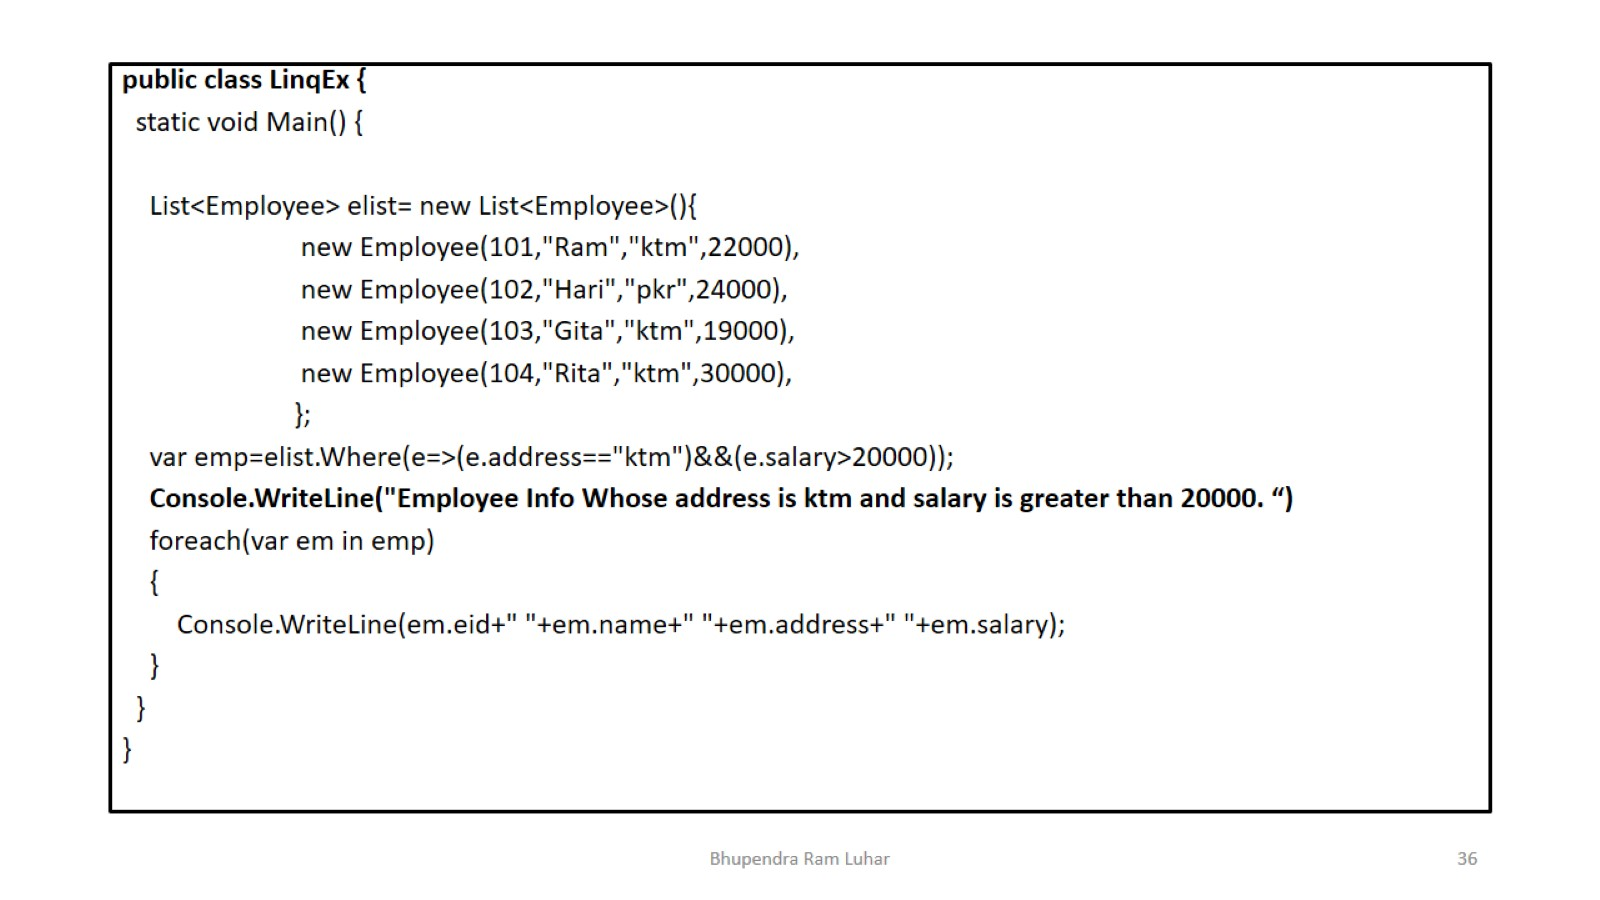 public class LinqEx {
static void Main() {
List<Employee> elist= new List<Employee>(){
new Employee(101,"Ram","ktm",22000),
new Employee(102,"Hari","pkr",24000),
new Employee(103,"Gita","ktm",19000),
new Employee(104,"Rita","ktm",30000),
};
var emp=elist.Where(e=>(e.address=="ktm")&&(e.salary>20000));
Console.WriteLine("Employee Info Whose address is ktm and salary is greater than 20000. “)
foreach(var em in emp)
{
Console.WriteLine(em.eid+" "+em.name+" "+em.address+" "+em.salary);
}
}
}
Bhupendra Ram Luhar
36